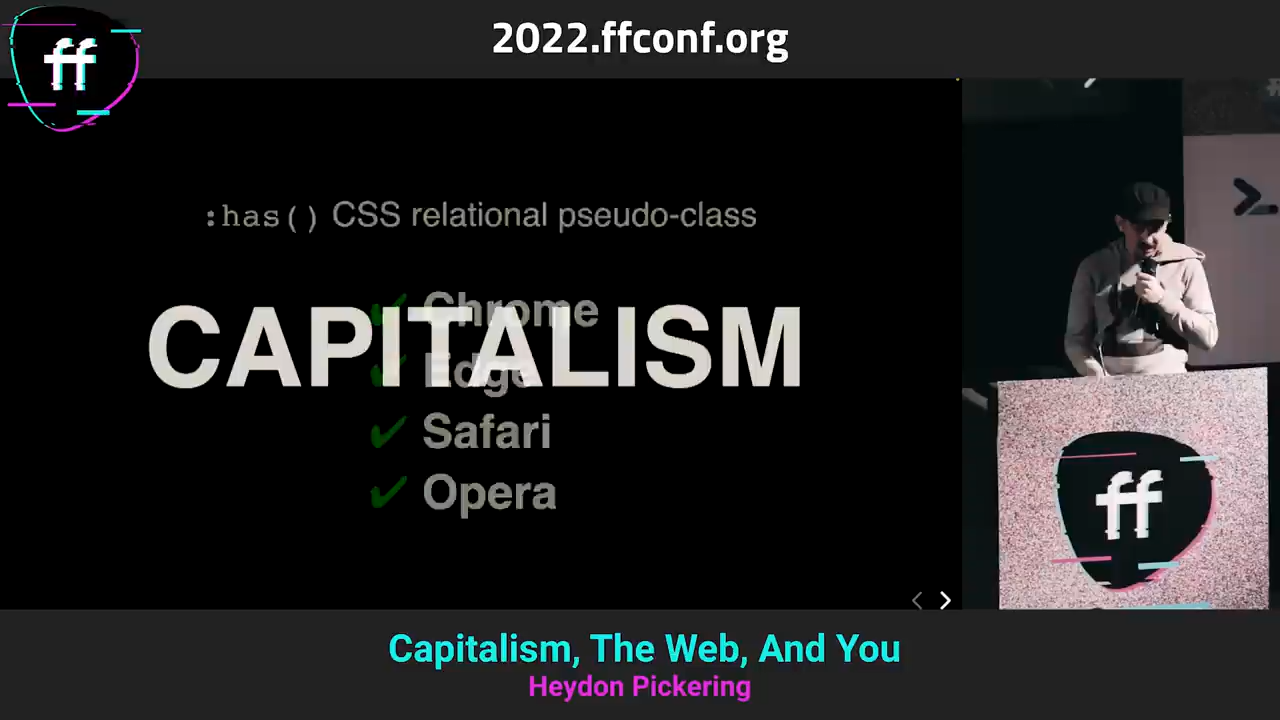 2022.ffconf.org
ff
:has() CSS relational pseudo-class
✔ Chrome
CAPITALISM
✔ Edge
✔ Safari
✔ Opera
ff
Capitalism, The Web, And You
Heydon Pickering